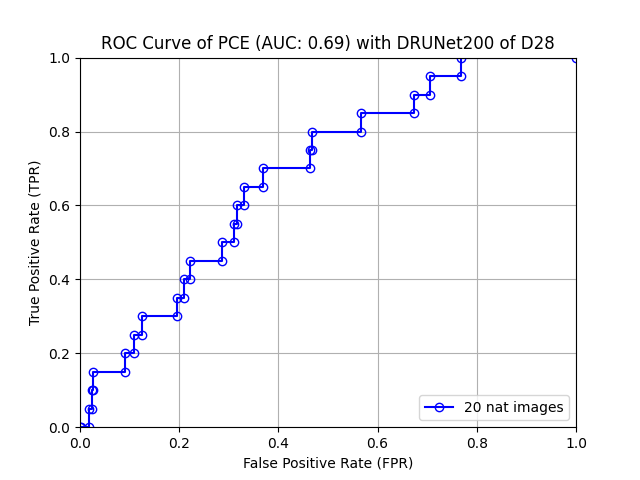 ROC Curve of PCE (AUC: 0.69) with DRUNet200 of D28
1.0
0.8
0.6
0.4
0.2
0.0
True Positive Rate (TPR)
20 nat images
0.0 0.2 0.4 0.6 0.8 1.0
False Positive Rate (FPR)